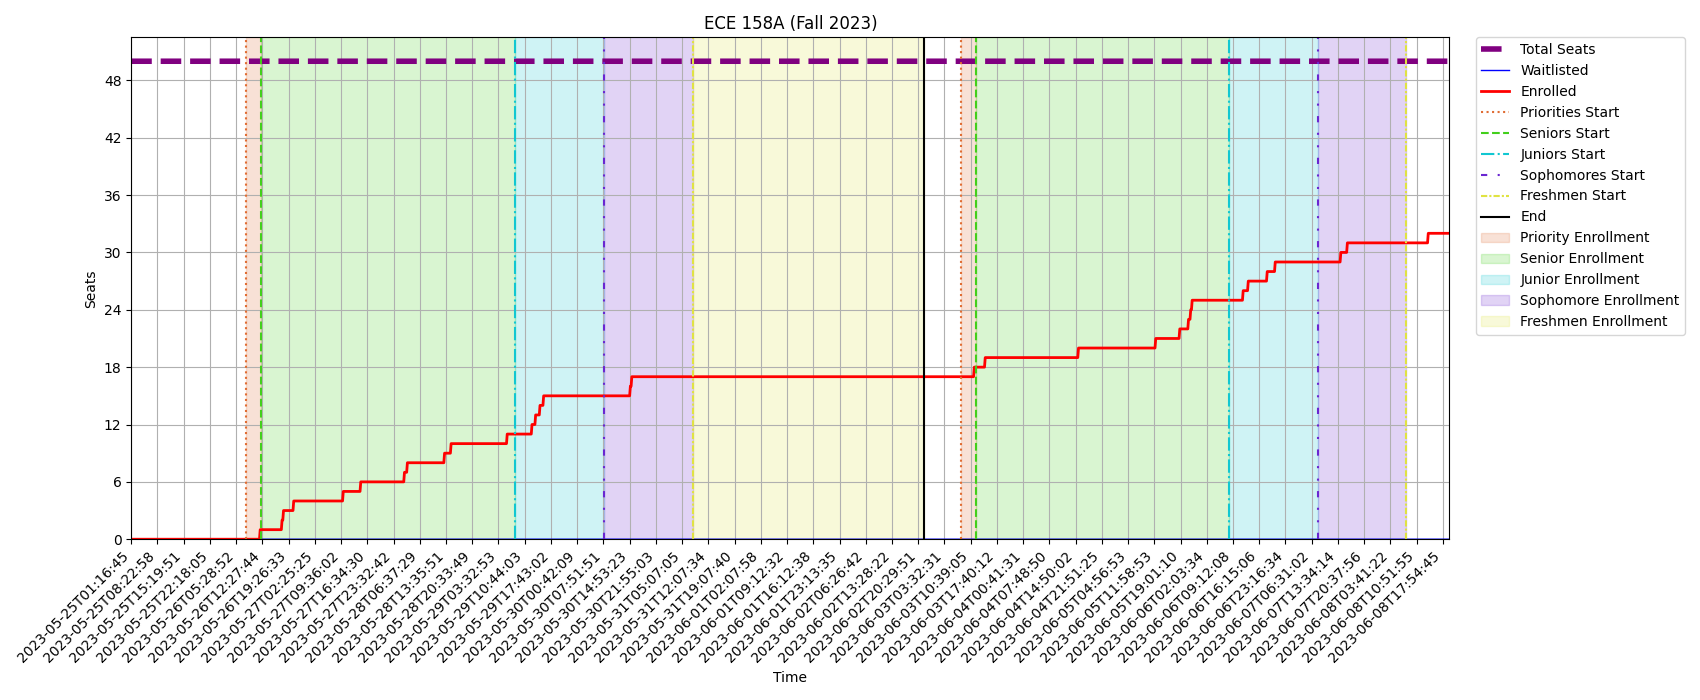 ECE 158A (Fall 2023)
Seats
48
42
36
30
24
18
12
6
0
2023-05-25T01:16:45
2023-05-25T08:22:58
2023-05-25T15:19:51
2023-05-25T22:18:05
2023-05-26T05:28:52
2023-05-26T12:27:44
2023-05-26T19:26:33
2023-05-27T02:25:25
2023-05-27T09:36:02
2023-05-27T16:34:30
2023-05-27T23:32:42
2023-05-28T06:37:29
2023-05-28T13:35:51
2023-05-28T20:33:49
2023-05-29T03:32:53
2023-05-29T10:44:03
2023-05-29T17:43:02
2023-05-30T00:42:09
2023-05-30T07:51:51
2023-05-30T14:53:23
2023-05-30T21:55:03
2023-05-31T05:07:05
2023-05-31T12:07:34
2023-05-31T19:07:40
2023-06-01T02:07:58
2023-06-01T09:12:32
2023-06-01T16:12:38
2023-06-01T23:13:35
2023-06-02T06:26:42
2023-06-02T13:28:22
2023-06-02T20:29:51
2023-06-03T03:32:31
2023-06-03T10:39:05
2023-06-03T17:40:12
2023-06-04T00:41:31
2023-06-04T07:48:50
2023-06-04T14:50:02
2023-06-04T21:51:25
2023-06-05T04:56:53
2023-06-05T11:58:53
2023-06-05T19:01:10
2023-06-06T02:03:34
2023-06-06T09:12:08
2023-06-06T16:15:06
2023-06-06T23:16:34
2023-06-07T06:31:02
2023-06-07T13:34:14
2023-06-07T20:37:56
2023-06-08T03:41:22
2023-06-08T10:51:55
2023-06-08T17:54:45
Time
Total Seats
Waitlisted
Enrolled
Priorities Start
Seniors Start
Juniors Start
Sophomores Start
Freshmen Start
End
Priority Enrollment
Senior Enrollment
Junior Enrollment
Sophomore Enrollment
Freshmen Enrollment